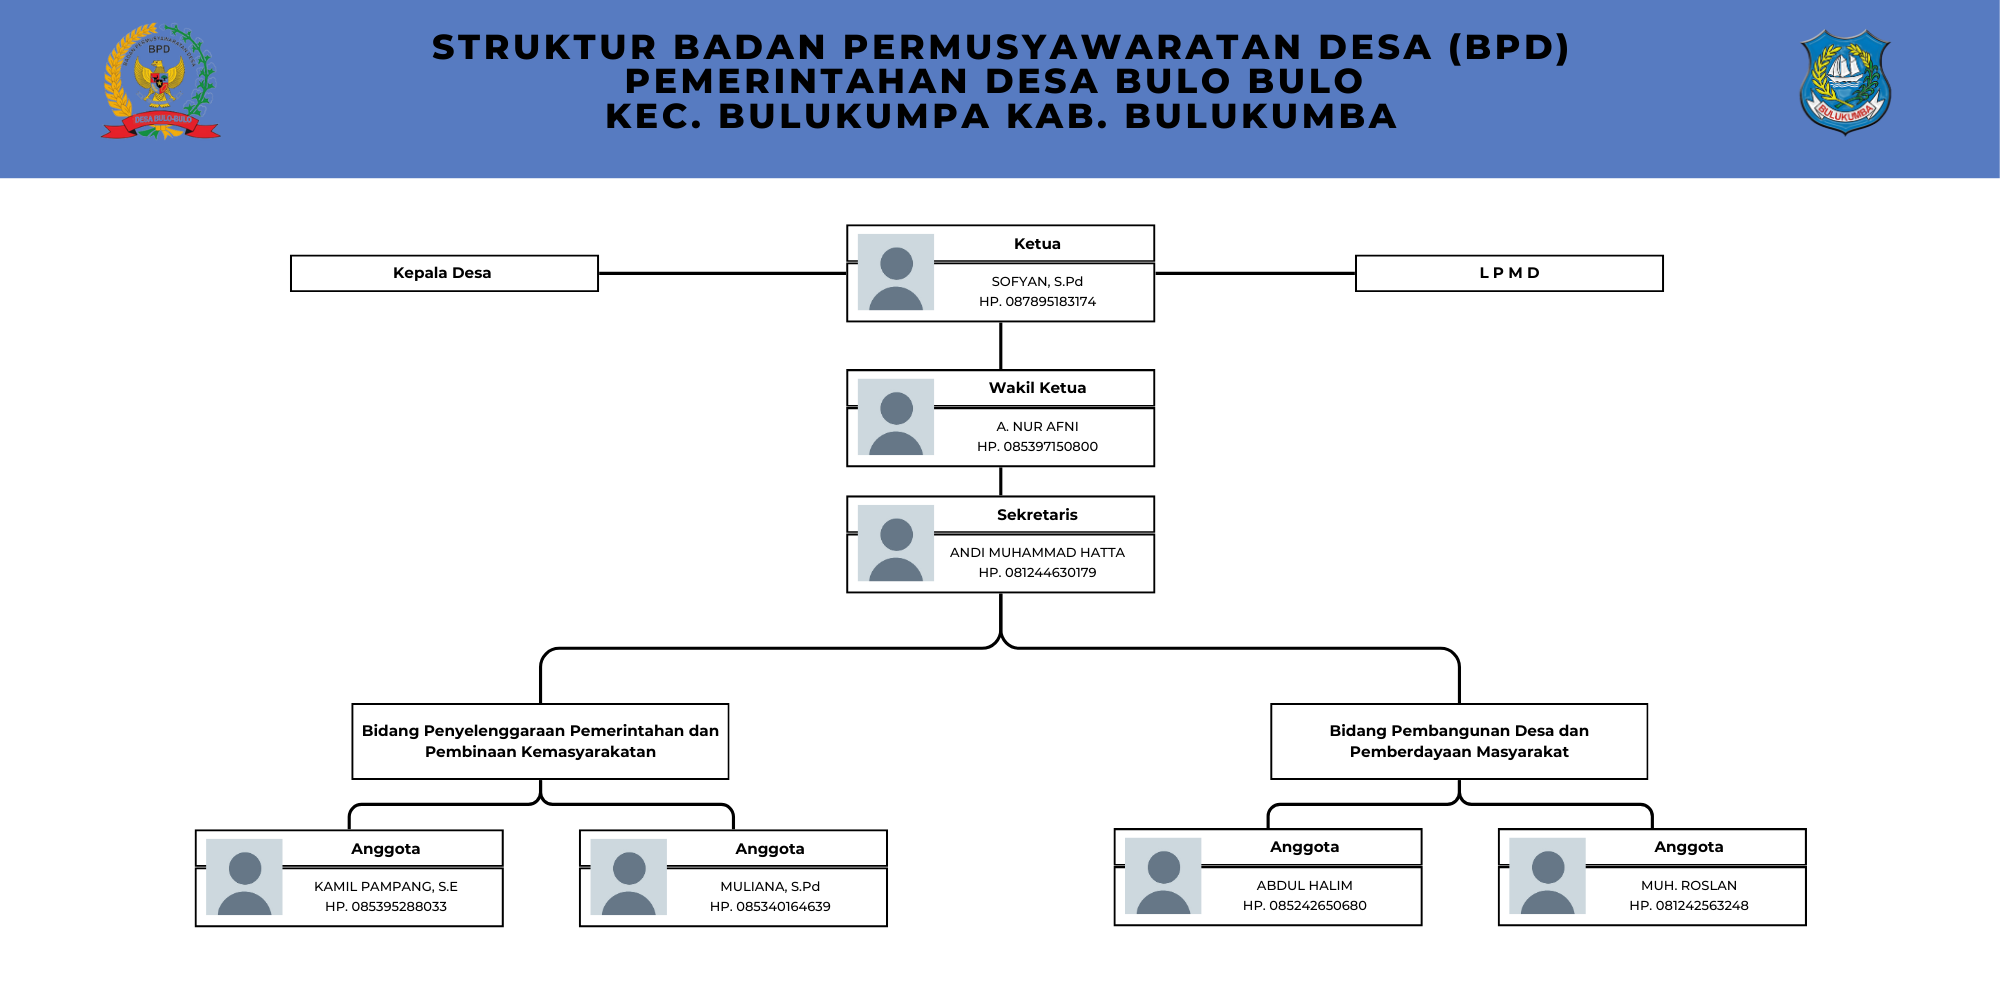 STRUKTUR BADAN PERMUSYAWARATAN DESA (BPD)
PEMERINTAHAN DESA BULO BULO
KEC. BULUKUMPA KAB. BULUKUMBA
BPD
DESA BULO-BULO
BULUKUMBA
Kepala Desa
Ketua
SOFYAN, S.Pd
HP. 087895183174
L P M D
Wakil Ketua
A. NUR AFNI
HP. 085397150800
Sekretaris
ANDI MUHAMMAD HATTA
HP. 081244630179
Bidang Penyelenggaraan Pemerintahan dan
Pembinaan Kemasyarakatan
Bidang Pembangunan Desa dan
Pemberdayaan Masyarakat
Anggota
KAMIL PAMPANG, S.E
HP. 085395288033
Anggota
MULIANA, S.Pd
HP. 085340164639
Anggota
ABDUL HALIM
HP. 085242650680
Anggota
MUH. ROSLAN
HP. 081242563248